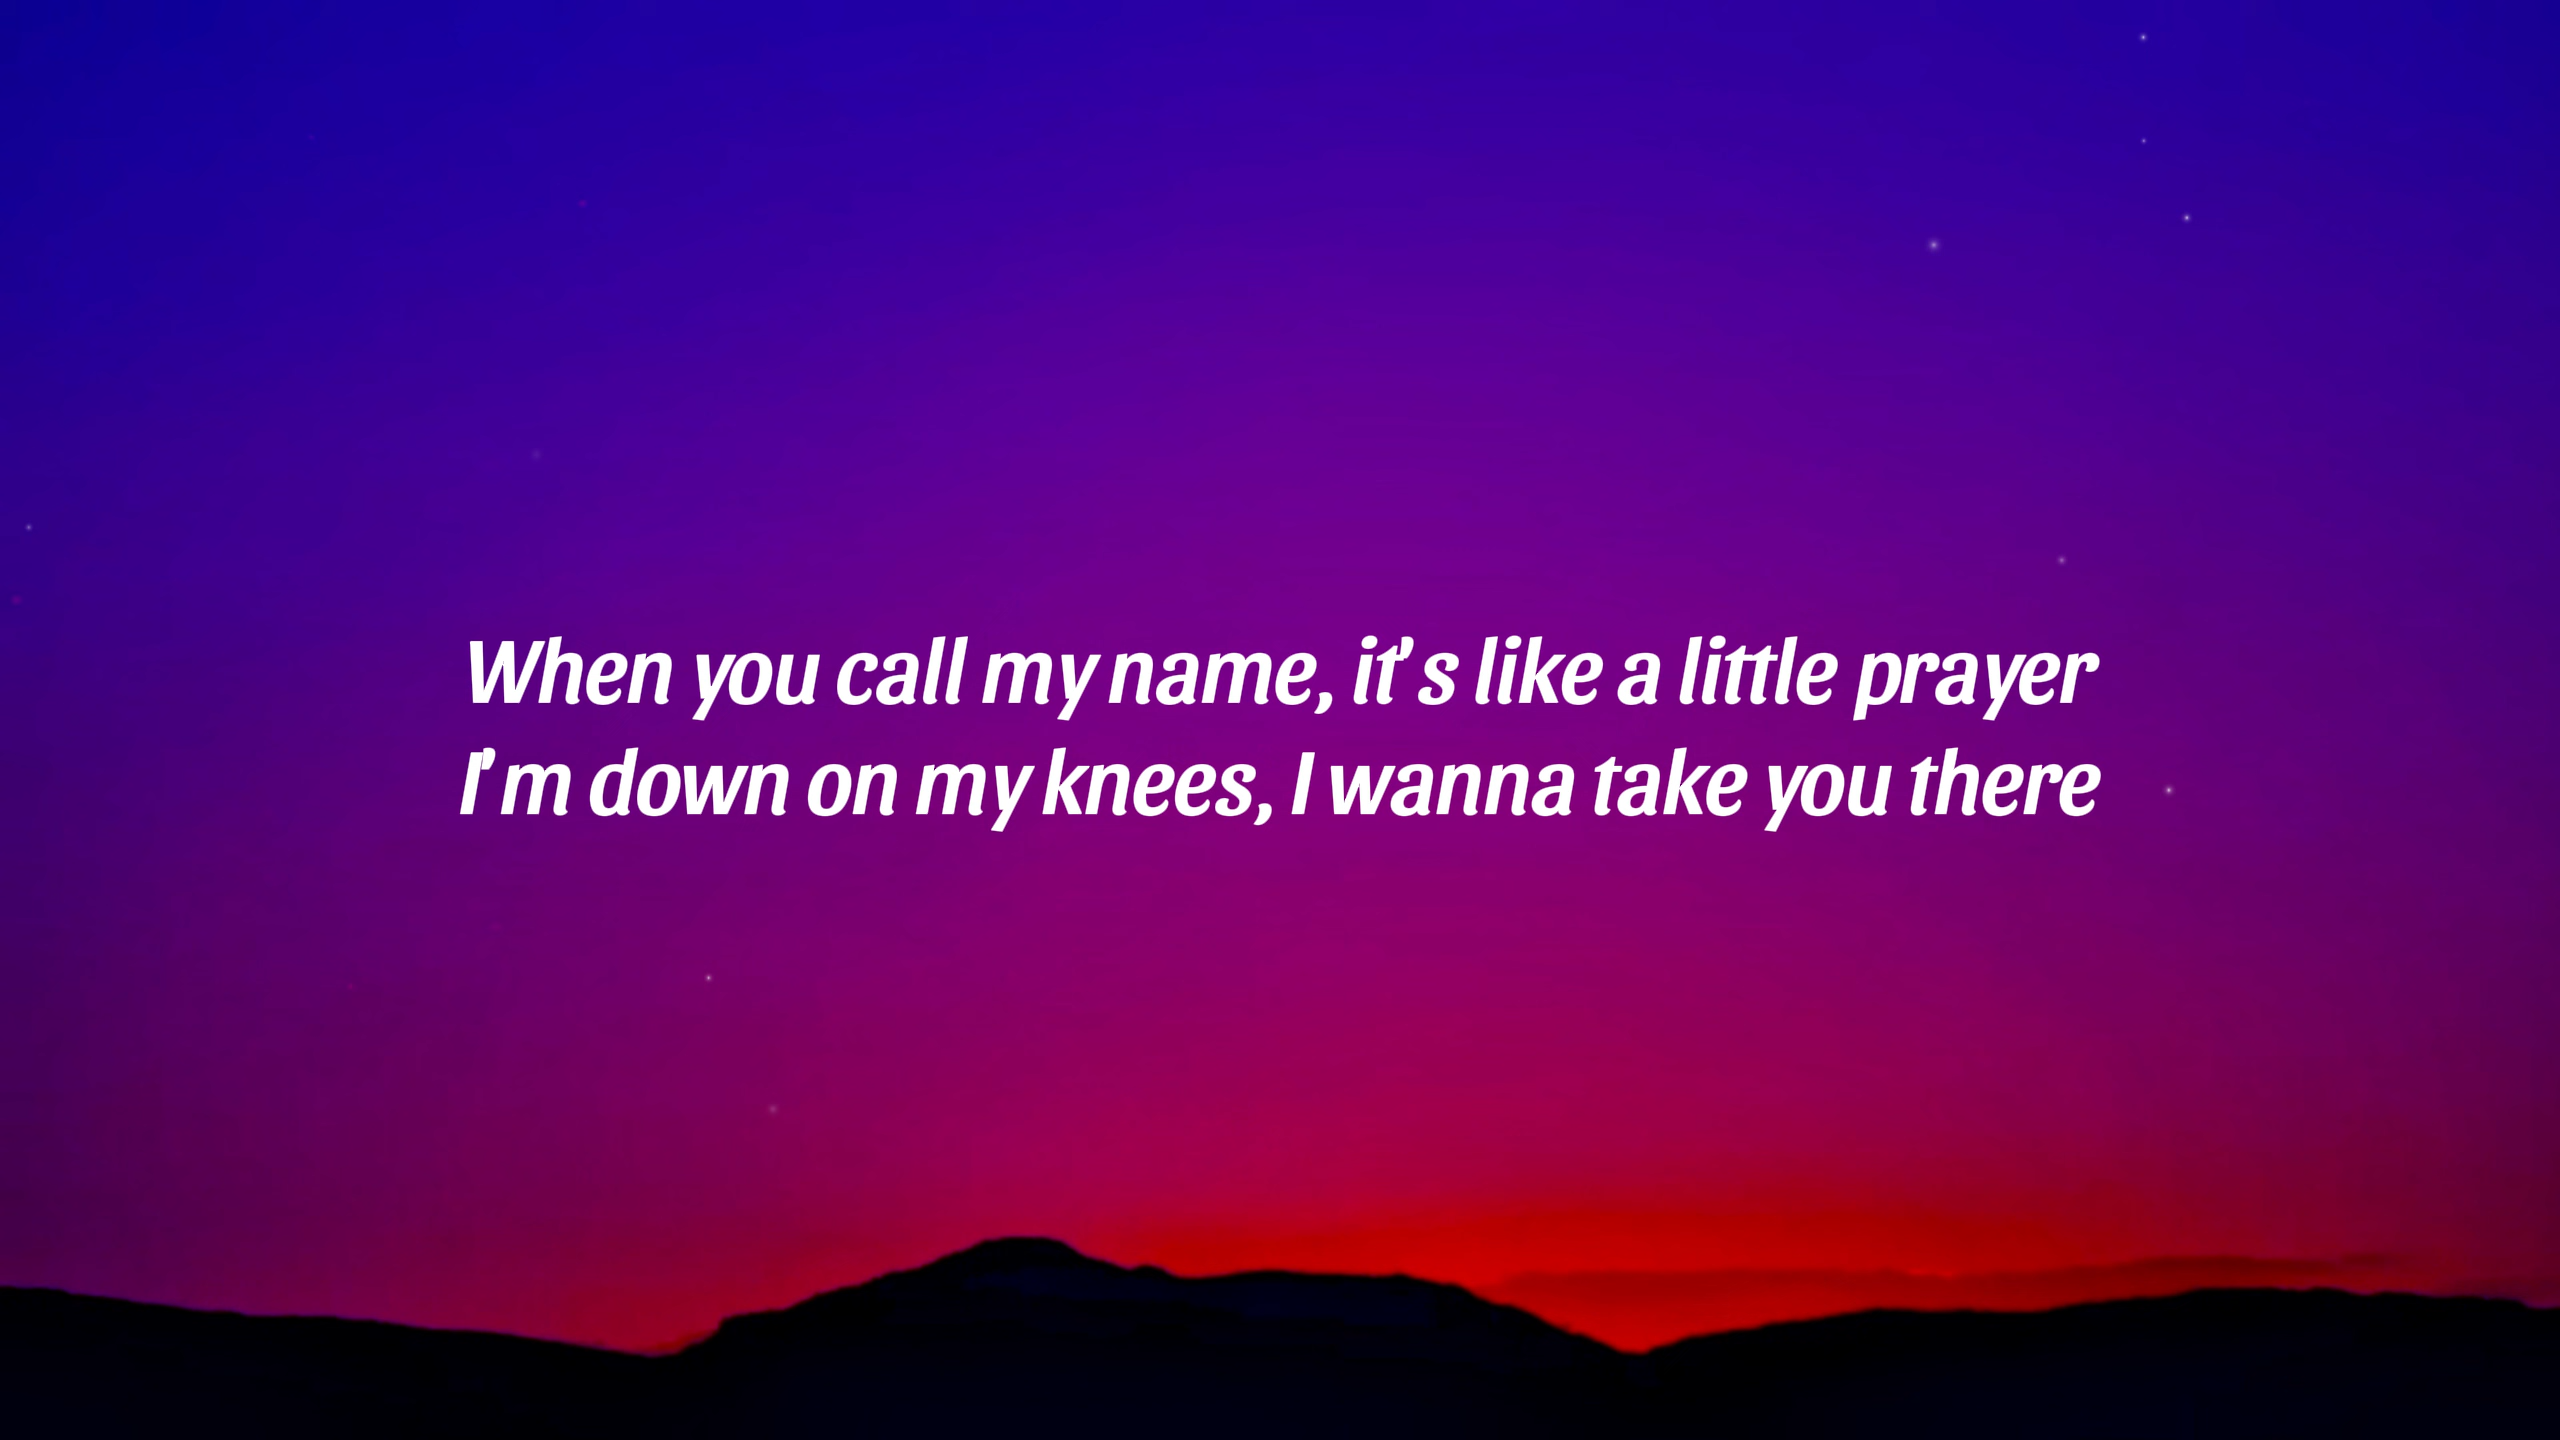 When you call my name, it's like a little prayer
I'm down on my knees, I wanna take you there